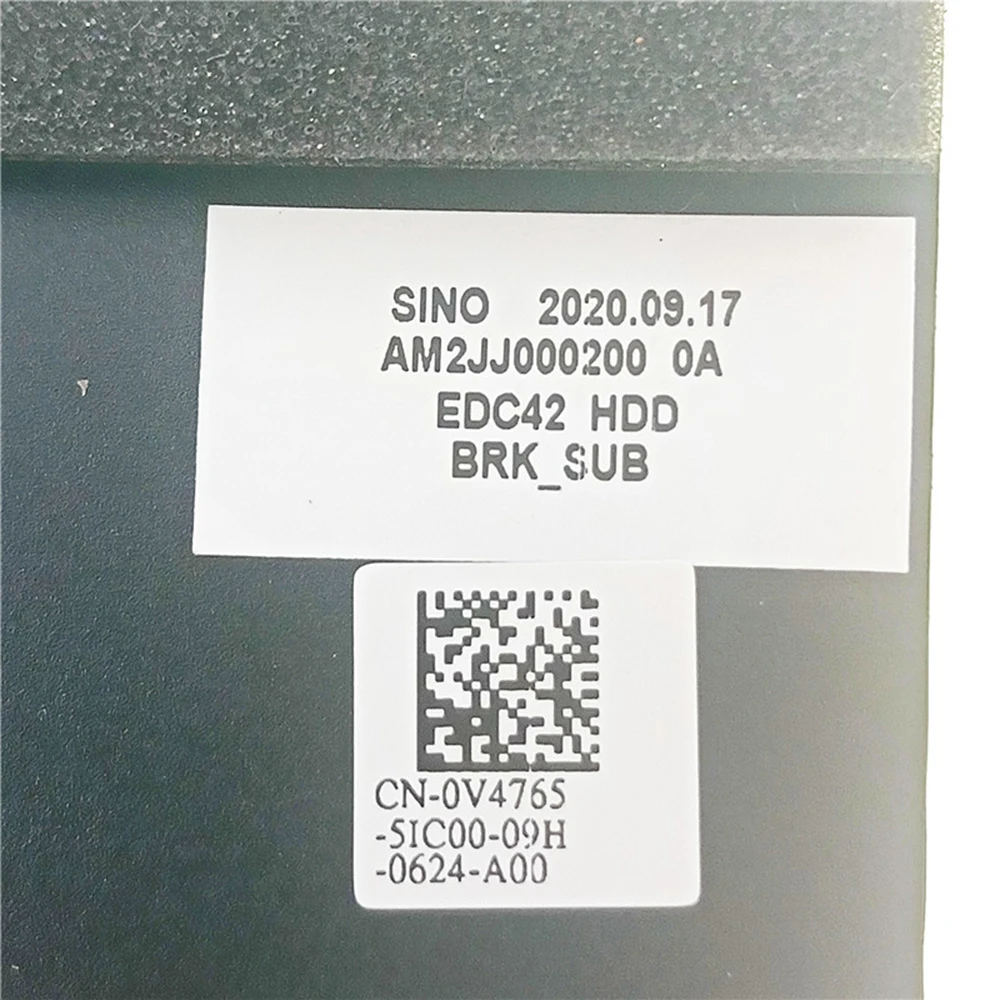 SINO 2020.09.17
AM2JJ000200 0A
EDC42 HDD
BRK_SUB
CN-0V4765
-5IC00-09H
-0624-A00